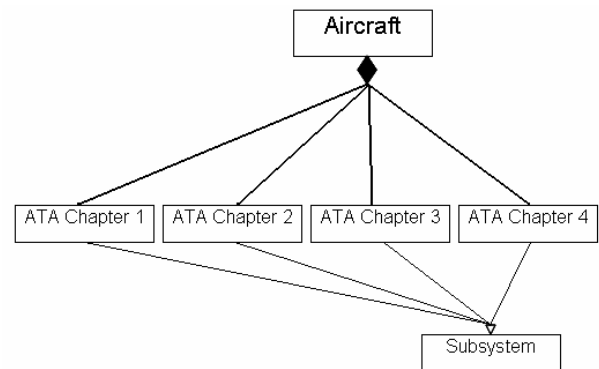 Aircraft
ATA Chapter 1
ATA Chapter 2
ATA Chapter 3
ATA Chapter 4
Subsystem